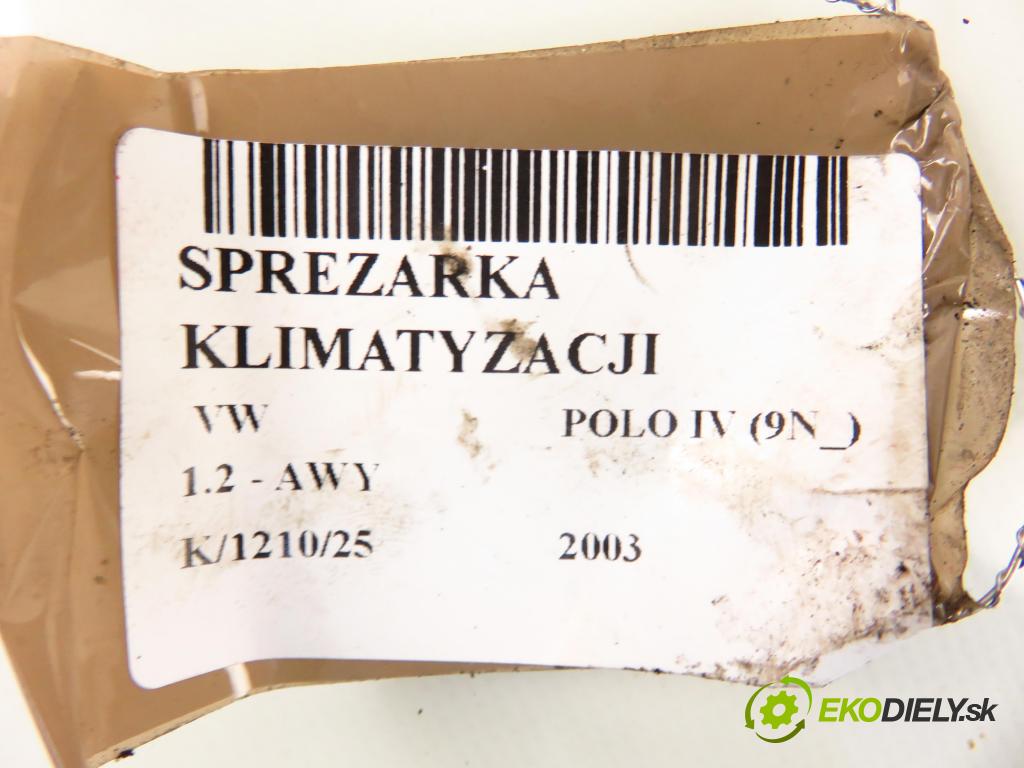 SPREZARKA
KLIMATYZACJI
VW POLO IV (9N_)
1.2 - AWY
K/1210/25 2003
EKODIELY.sk